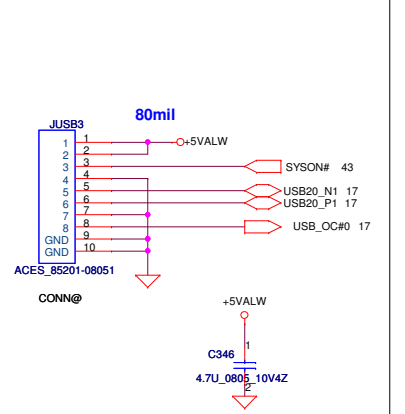 80mil
JUSB3
1 1 +5VALW
2 2
3 3 SYSON# 43
4 4
5 5 USB20_N1 17
6 6 USB20_P1 17
7 7
8 8 USB_OC#0 17
GND 9
GND 10
ACES_85201-08051
CONN@
+5VALW
1
C346
4.7U_0805_10V4Z
2